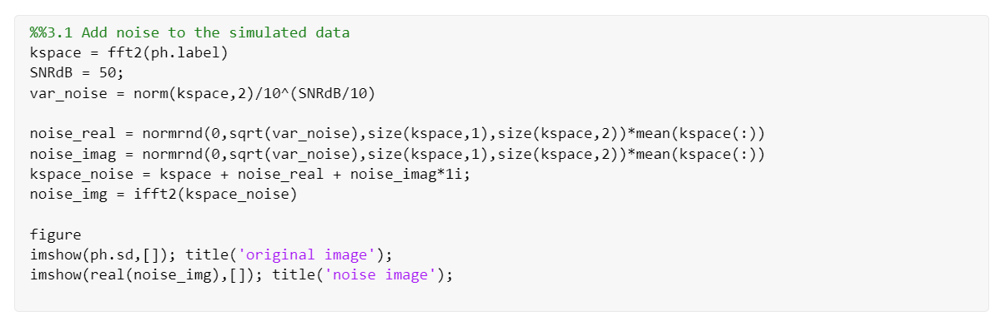 %%3.1 Add noise to the simulated data
kspace = fft2(ph.label)
SNRdB = 50;
var_noise = norm(kspace,2)/10^(SNRdB/10)
noise_real = normrnd(0,sqrt(var_noise),size(kspace,1),size(kspace,2))*mean(kspace(:))
noise_imag = normrnd(0,sqrt(var_noise),size(kspace,1),size(kspace,2))*mean(kspace(:))
kspace_noise = kspace + noise_real + noise_imag*1i;
noise_img = ifft2(kspace_noise)
figure
imshow(ph.sd,[]); title('original image');
imshow(real(noise_img),[]); title('noise image');